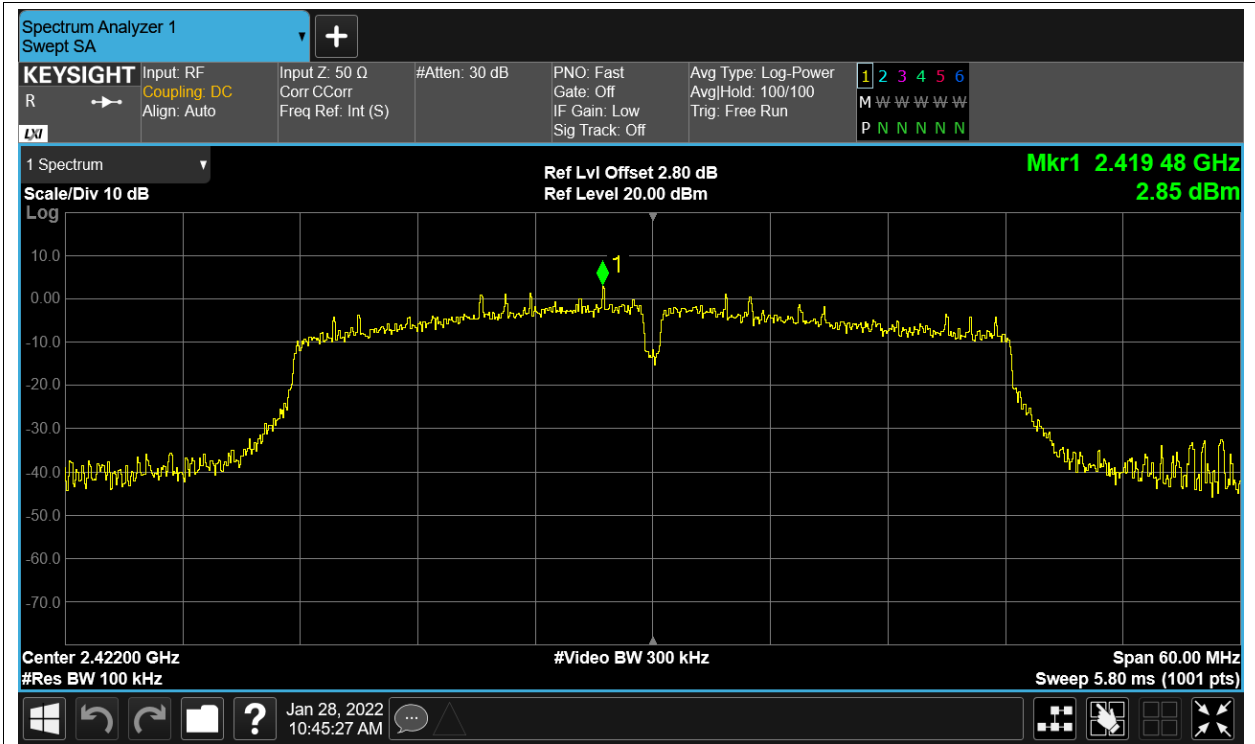 Spectrum Analyzer 1
Swept SA
KEYSIGHT
R
LXI
Input: RF
Coupling: DC
Align: Auto
Input Z: 50 Ω
Corr CCorr
Freq Ref: Int (S)
#Atten: 30 dB
PNO: Fast
Gate: Off
IF Gain: Low
Sig Track: Off
Avg Type: Log-Power
Avg|Hold: 100/100
Trig: Free Run
1 2 3 4 5 6
M W W W W W
P N N N N N
1 Spectrum
Scale/Div 10 dB
Log
Ref Lvl Offset 2.80 dB
Ref Level 20.00 dBm
Mkr1 2.419 48 GHz
2.85 dBm
1
10.0
0.00
-10.0
-20.0
-30.0
-40.0
-50.0
-60.0
-70.0
Center 2.42200 GHz
#Video BW 300 kHz
Span 60.00 MHz
#Res BW 100 kHz
Sweep 5.80 ms (1001 pts)
?
Jan 28, 2022
10:45:27 AM